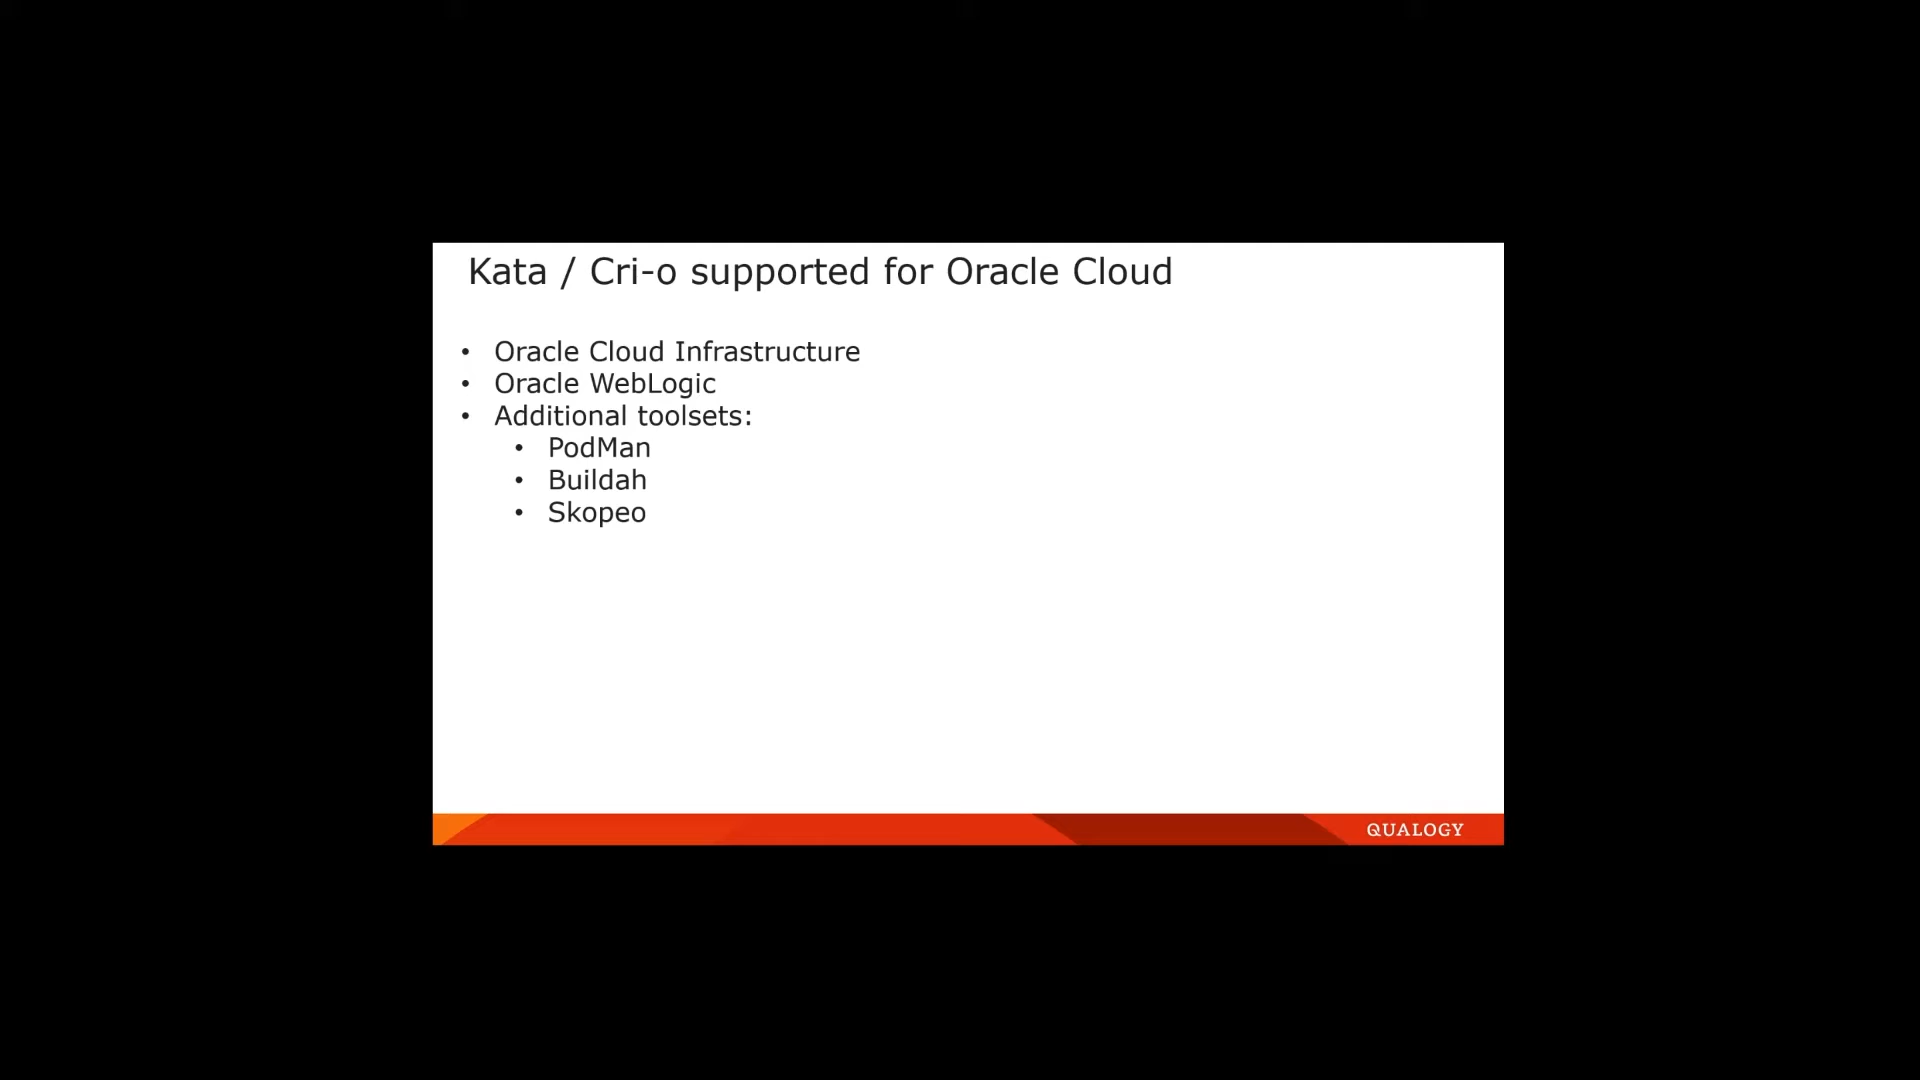 Kata / Cri-o supported for Oracle Cloud
• Oracle Cloud Infrastructure
• Oracle WebLogic
• Additional toolsets:
• PodMan
• Buildah
• Skopeo
QUALOGY